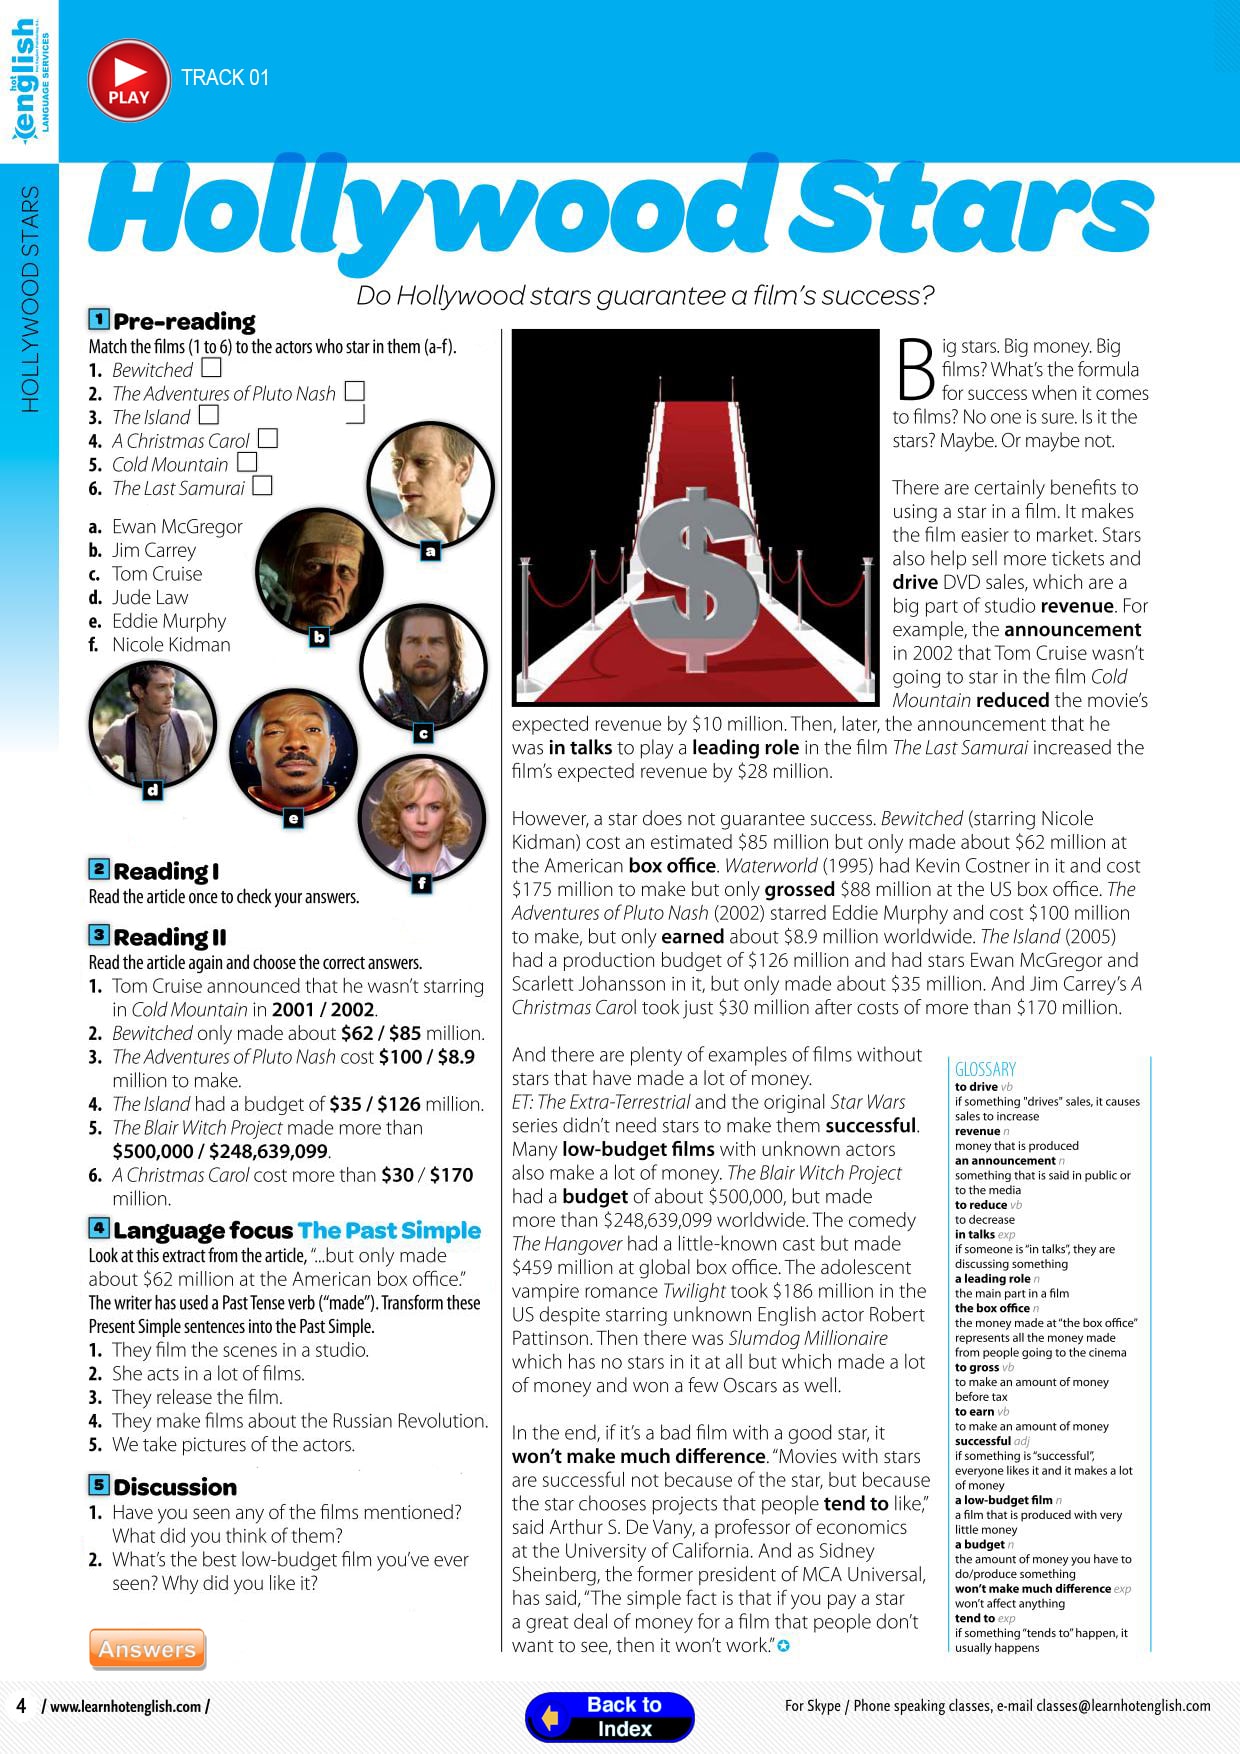 hot
english
LANGUAGE SERVICES
PLAY
TRACK 01
HOLLYWOOD STARS
Hollywood Stars
Do Hollywood stars guarantee a film's success?
1 Pre-reading
Match the films (1 to 6) to the actors who star in them (a-f).
1. Bewitched
2. The Adventures of Pluto Nash
3. The Island
4. A Christmas Carol
5. Cold Mountain
6. The Last Samurai
a. Ewan McGregor
b. Jim Carrey
c. Tom Cruise
d. Jude Law
e. Eddie Murphy
f. Nicole Kidman
a
b
c
d
e
f
2 Reading I
Read the article once to check your answers.
3 Reading II
Read the article again and choose the correct answers.
1. Tom Cruise announced that he wasn't starring
in Cold Mountain in 2001 / 2002.
2. Bewitched only made about $62 / $85 million.
3. The Adventures of Pluto Nash cost $100 / $8.9
million to make.
4. The Island had a budget of $35 / $126 million.
5. The Blair Witch Project made more than
$500,000 / $248,639,099.
6. A Christmas Carol cost more than $30 / $170
million.
4 Language focus The Past Simple
Look at this extract from the article, "...but only made
about $62 million at the American box office."
The writer has used a Past Tense verb ("made"). Transform these
Present Simple sentences into the Past Simple.
1. They film the scenes in a studio.
2. She acts in a lot of films.
3. They release the film.
4. They make films about the Russian Revolution.
5. We take pictures of the actors.
5 Discussion
1. Have you seen any of the films mentioned?
What did you think of them?
2. What's the best low-budget film you've ever
seen? Why did you like it?
Answers
$
Big stars. Big money. Big
films? What's the formula
for success when it comes
to films? No one is sure. Is it the
stars? Maybe. Or maybe not.
There are certainly benefits to
using a star in a film. It makes
the film easier to market. Stars
also help sell more tickets and
drive DVD sales, which are a
big part of studio revenue. For
example, the announcement
in 2002 that Tom Cruise wasn't
going to star in the film Cold
Mountain reduced the movie's
expected revenue by $10 million. Then, later, the announcement that he
was in talks to play a leading role in the film The Last Samurai increased the
film's expected revenue by $28 million.
However, a star does not guarantee success. Bewitched (starring Nicole
Kidman) cost an estimated $85 million but only made about $62 million at
the American box office. Waterworld (1995) had Kevin Costner in it and cost
$175 million to make but only grossed $88 million at the US box office. The
Adventures of Pluto Nash (2002) starred Eddie Murphy and cost $100 million
to make, but only earned about $8.9 million worldwide. The Island (2005)
had a production budget of $126 million and had stars Ewan McGregor and
Scarlett Johansson in it, but only made about $35 million. And Jim Carrey's A
Christmas Carol took just $30 million after costs of more than $170 million.
And there are plenty of examples of films without
stars that have made a lot of money.
ET: The Extra-Terrestrial and the original Star Wars
series didn't need stars to make them successful.
Many low-budget films with unknown actors
also make a lot of money. The Blair Witch Project
had a budget of about $500,000, but made
more than $248,639,099 worldwide. The comedy
The Hangover had a little-known cast but made
$459 million at global box office. The adolescent
vampire romance Twilight took $186 million in the
US despite starring unknown English actor Robert
Pattinson. Then there was Slumdog Millionaire
which has no stars in it at all but which made a lot
of money and won a few Oscars as well.
In the end, if it's a bad film with a good star, it
won't make much difference. "Movies with stars
are successful not because of the star, but because
the star chooses projects that people tend to like,"
said Arthur S. De Vany, a professor of economics
at the University of California. And as Sidney
Sheinberg, the former president of MCA Universal,
has said, "The simple fact is that if you pay a star
a great deal of money for a film that people don't
want to see, then it won't work."
GLOSSARY
to drive vb
if something "drives" sales, it causes
sales to increase
revenue n
money that is produced
an announcement n
something that is said in public or
to the media
to reduce vb
to decrease
in talks exp
if someone is "in talks", they are
discussing something
a leading role n
the main part in a film
the box office n
the money made at "the box office"
represents all the money made
from people going to the cinema
to gross vb
to make an amount of money
before tax
to earn vb
to make an amount of money
successful adj
if something is "successful",
everyone likes it and it makes a lot
of money
a low-budget film n
a film that is produced with very
little money
a budget n
the amount of money you have to
do/produce something
won't make much difference exp
won't affect anything
tend to exp
if something "tends to" happen, it
usually happens
4 / www.learnhotenglish.com /
Back to
Index
For Skype / Phone speaking classes, e-mail classes@learnhotenglish.com